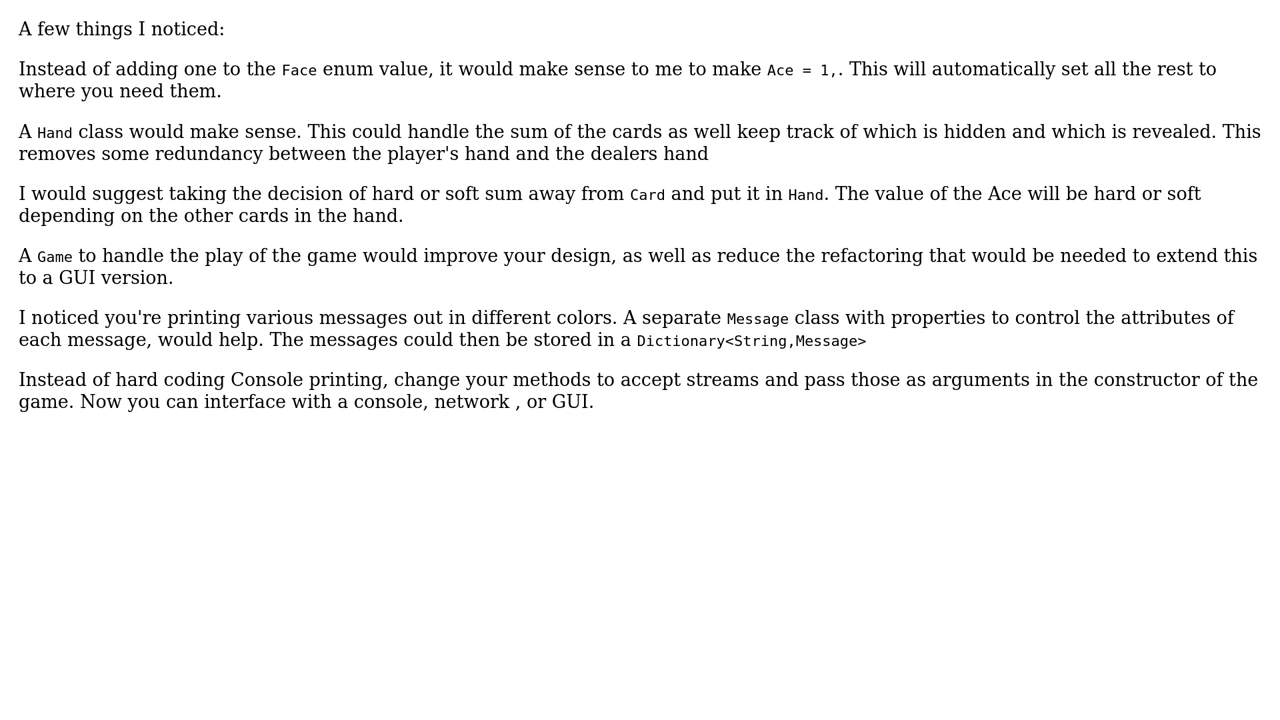 A few things I noticed:
Instead of adding one to the Face enum value, it would make sense to me to make Ace = 1,. This will automatically set all the rest to
where you need them.
A Hand class would make sense. This could handle the sum of the cards as well keep track of which is hidden and which is revealed. This
removes some redundancy between the player's hand and the dealers hand
I would suggest taking the decision of hard or soft sum away from Card and put it in Hand. The value of the Ace will be hard or soft
depending on the other cards in the hand.
A Game to handle the play of the game would improve your design, as well as reduce the refactoring that would be needed to extend this
to a GUI version.
I noticed you're printing various messages out in different colors. A separate Message class with properties to control the attributes of
each message, would help. The messages could then be stored in a Dictionary<String,Message>
Instead of hard coding Console printing, change your methods to accept streams and pass those as arguments in the constructor of the
game. Now you can interface with a console, network , or GUI.